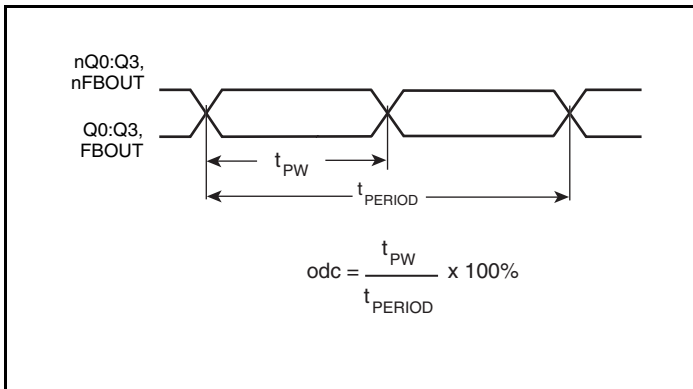 nQ0:Q3,
nFBOUT
Q0:Q3,
FBOUT
tPW
tPERIOD
odc = tPW / tPERIOD x 100%